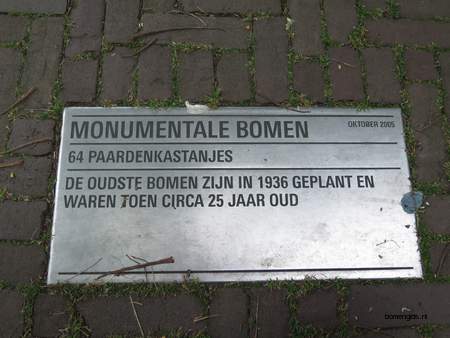 MONUMENTALE BOMEN OKTOBER 2005
64 PAARDENKASTANJES
DE OUDSTE BOMEN ZIJN IN 1936 GEPLANT EN
WAREN TOEN CIRCA 25 JAAR OUD
bomengids.nl